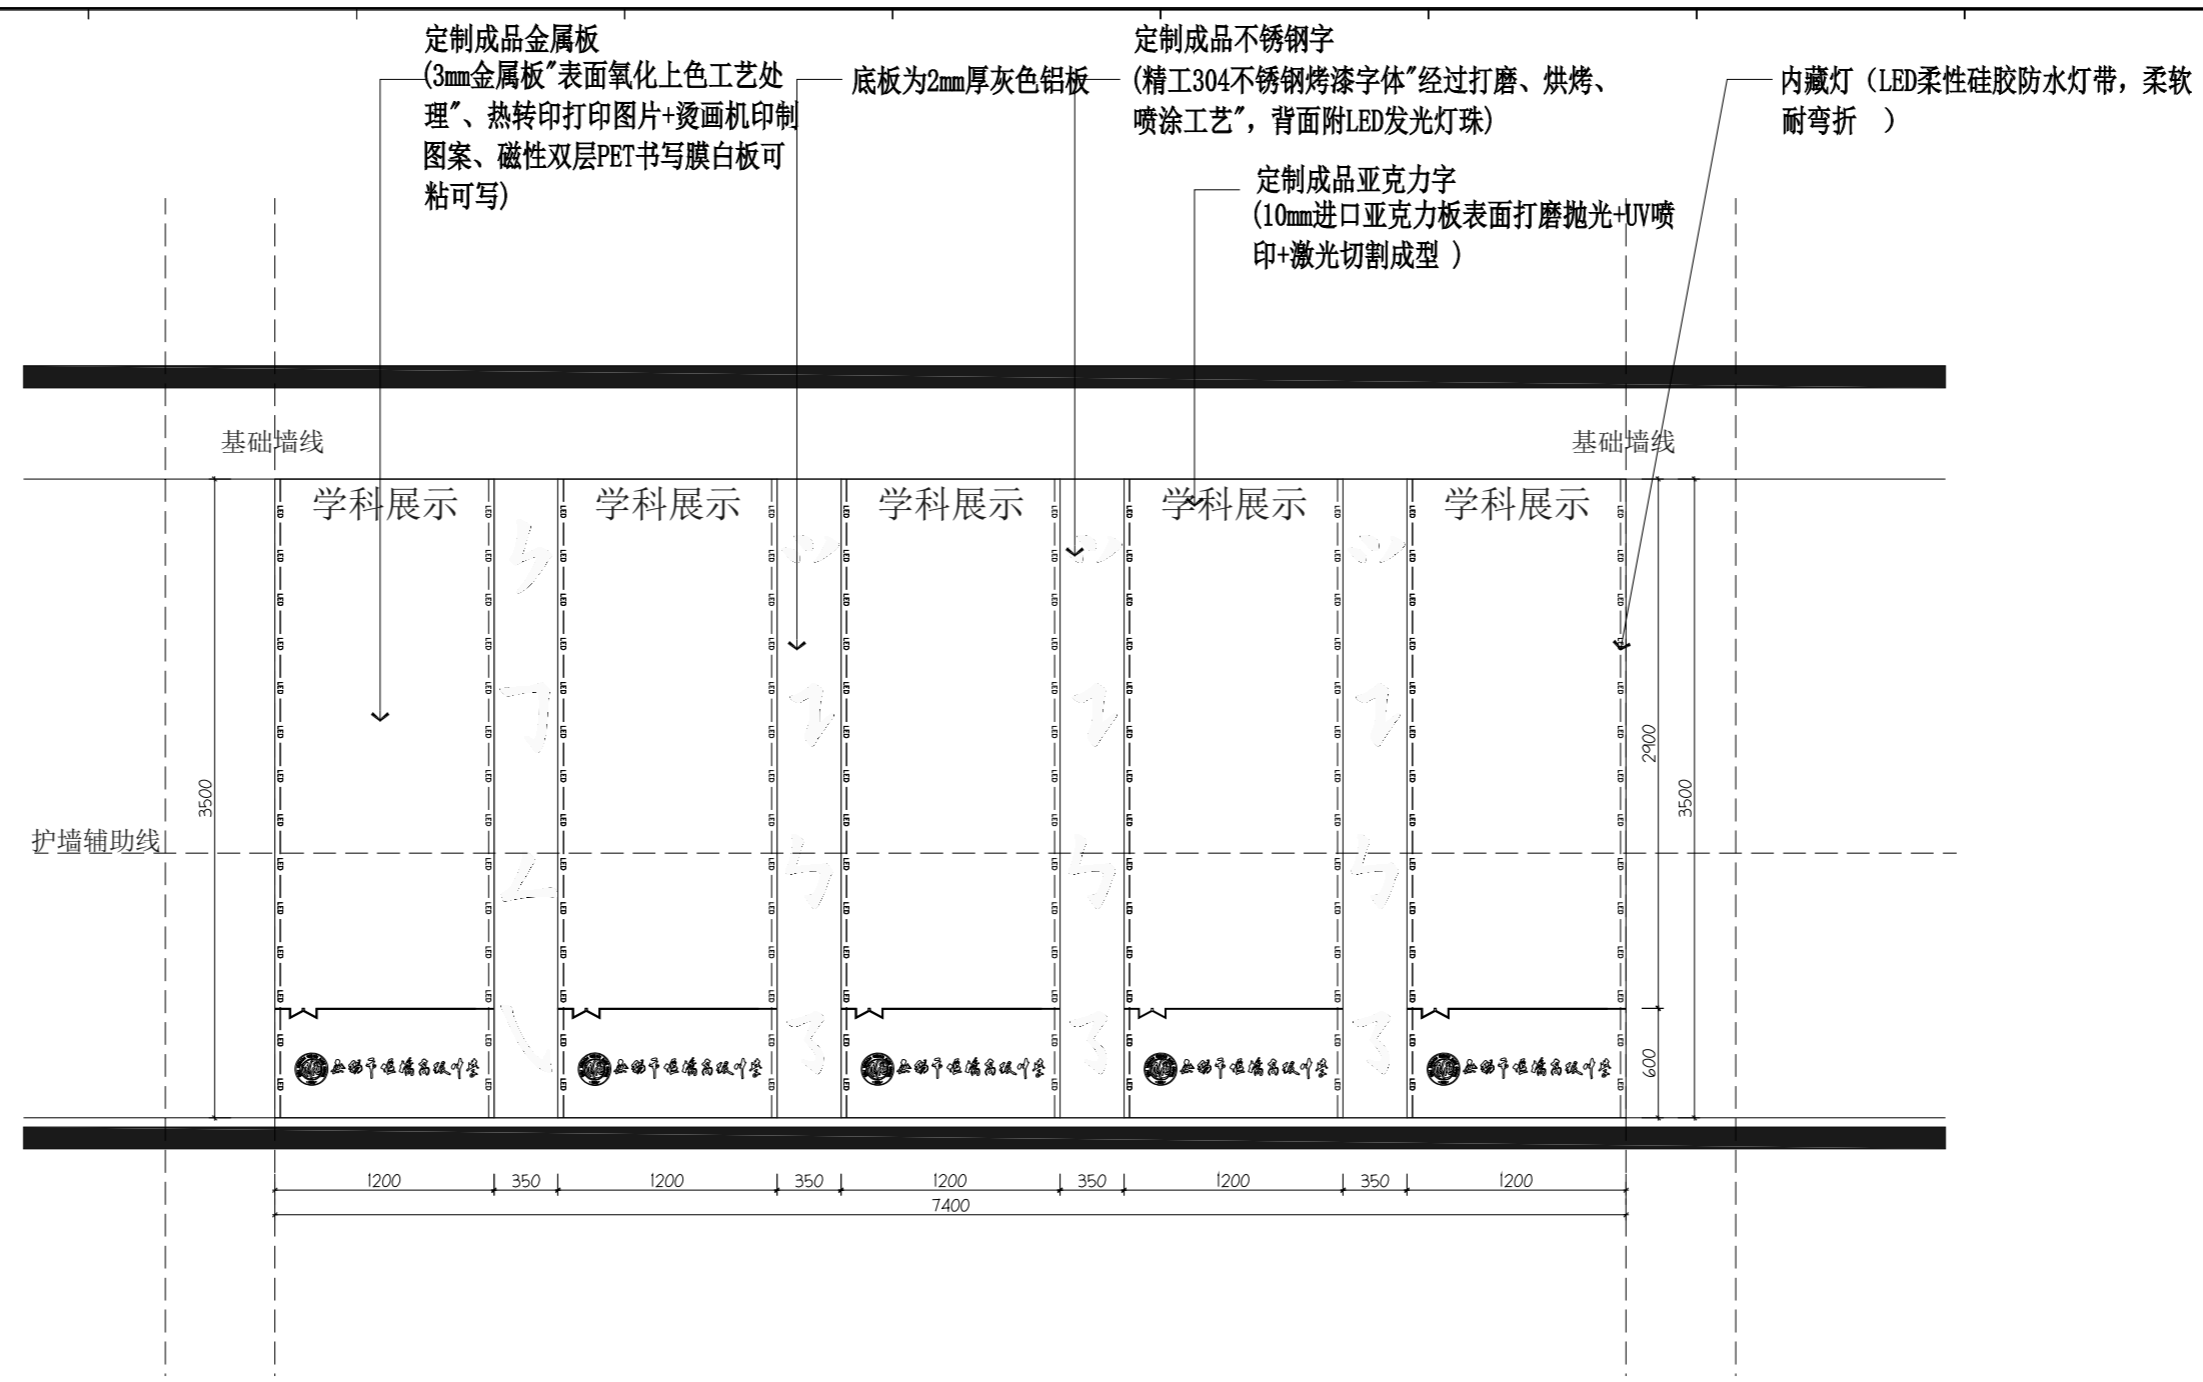 定制成品金属板
(3mm金属板"表面氧化上色工艺处
理"、热转印打印图片+烫画机印制
图案、磁性双层PET书写膜白板可
粘可写)
底板为2mm厚灰色铝板
定制成品不锈钢字
(精工304不锈钢烤漆字体"经过打磨、烘烤、
喷涂工艺", 背面附LED发光灯珠)
定制成品亚克力字
(10mm进口亚克力板表面打磨抛光+UV喷
印+激光切割成型 )
内藏灯（LED柔性硅胶防水灯带, 柔软
耐弯折 ）
基础墙线
基础墙线
学科展示
学科展示
学科展示
学科展示
学科展示
3500
2900
3500
护墙辅助线
600
1200
350
1200
350
1200
350
1200
350
1200
7400